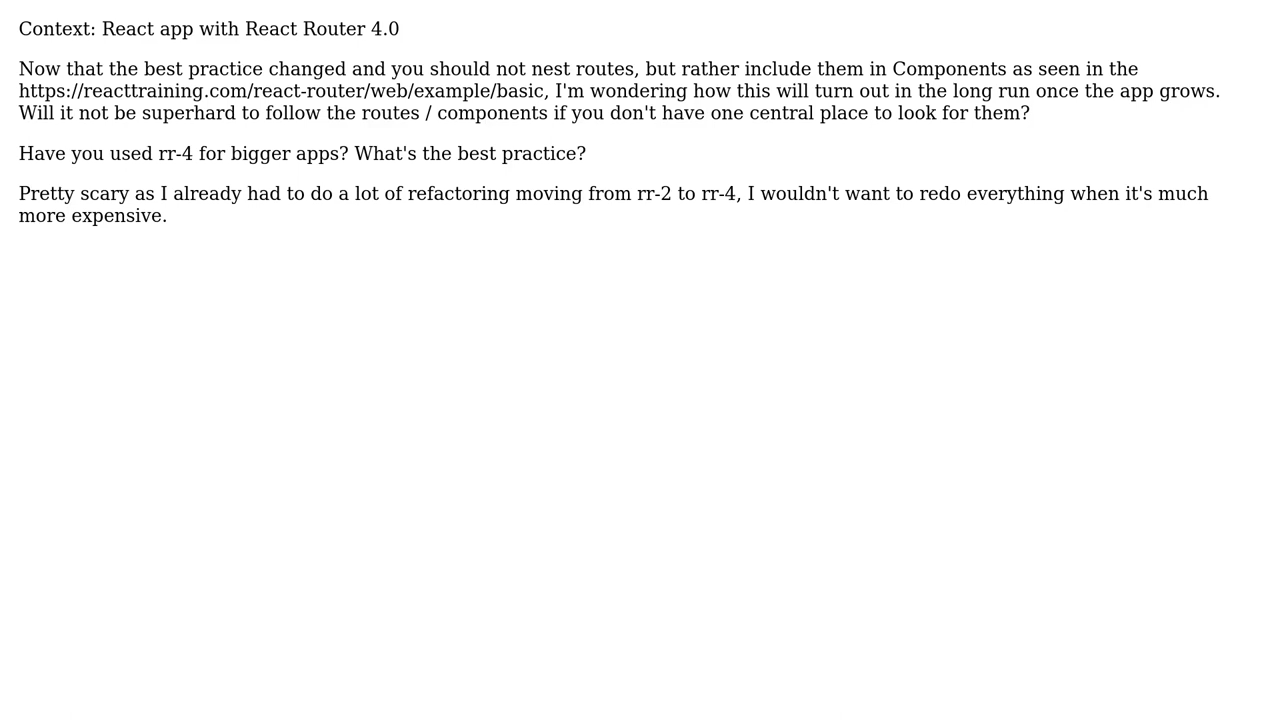 Context: React app with React Router 4.0
Now that the best practice changed and you should not nest routes, but rather include them in Components as seen in the
https://reacttraining.com/react-router/web/example/basic, I'm wondering how this will turn out in the long run once the app grows.
Will it not be superhard to follow the routes / components if you don't have one central place to look for them?
Have you used rr-4 for bigger apps? What's the best practice?
Pretty scary as I already had to do a lot of refactoring moving from rr-2 to rr-4, I wouldn't want to redo everything when it's much
more expensive.